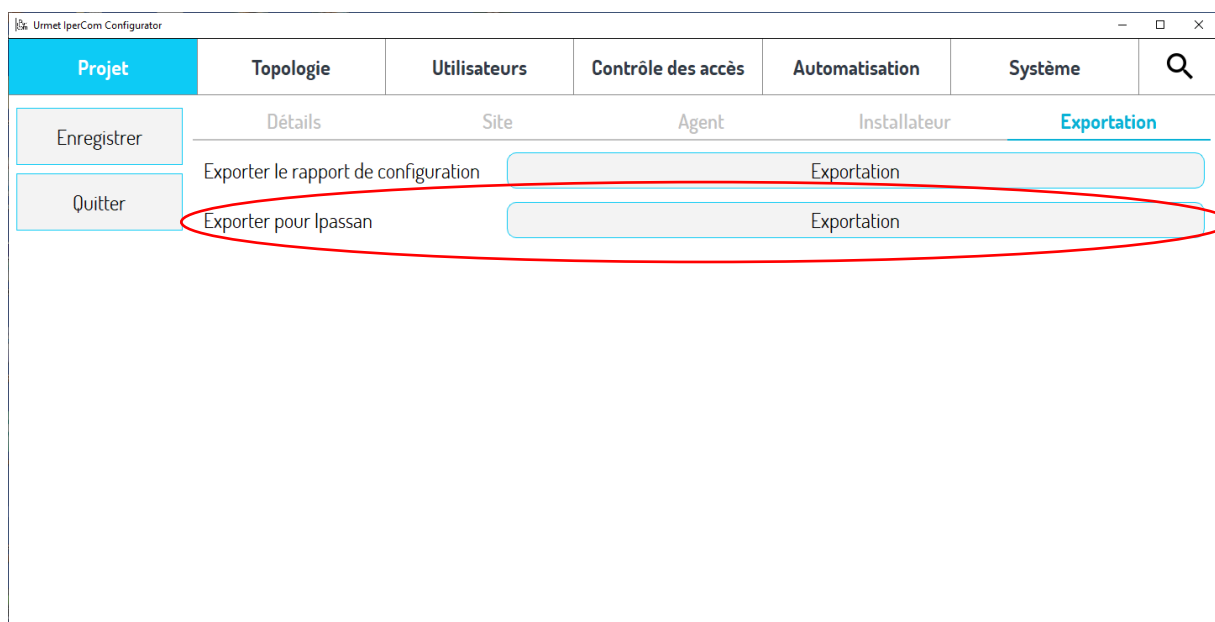 Urmet IperCom Configurator
Projet Topologie Utilisateurs Contrôle des accès Automatisation Système
Enregistrer
Quitter
Détails Site Agent Installateur Exportation
Exporter le rapport de configuration Exportation
Exporter pour Ipassan Exportation